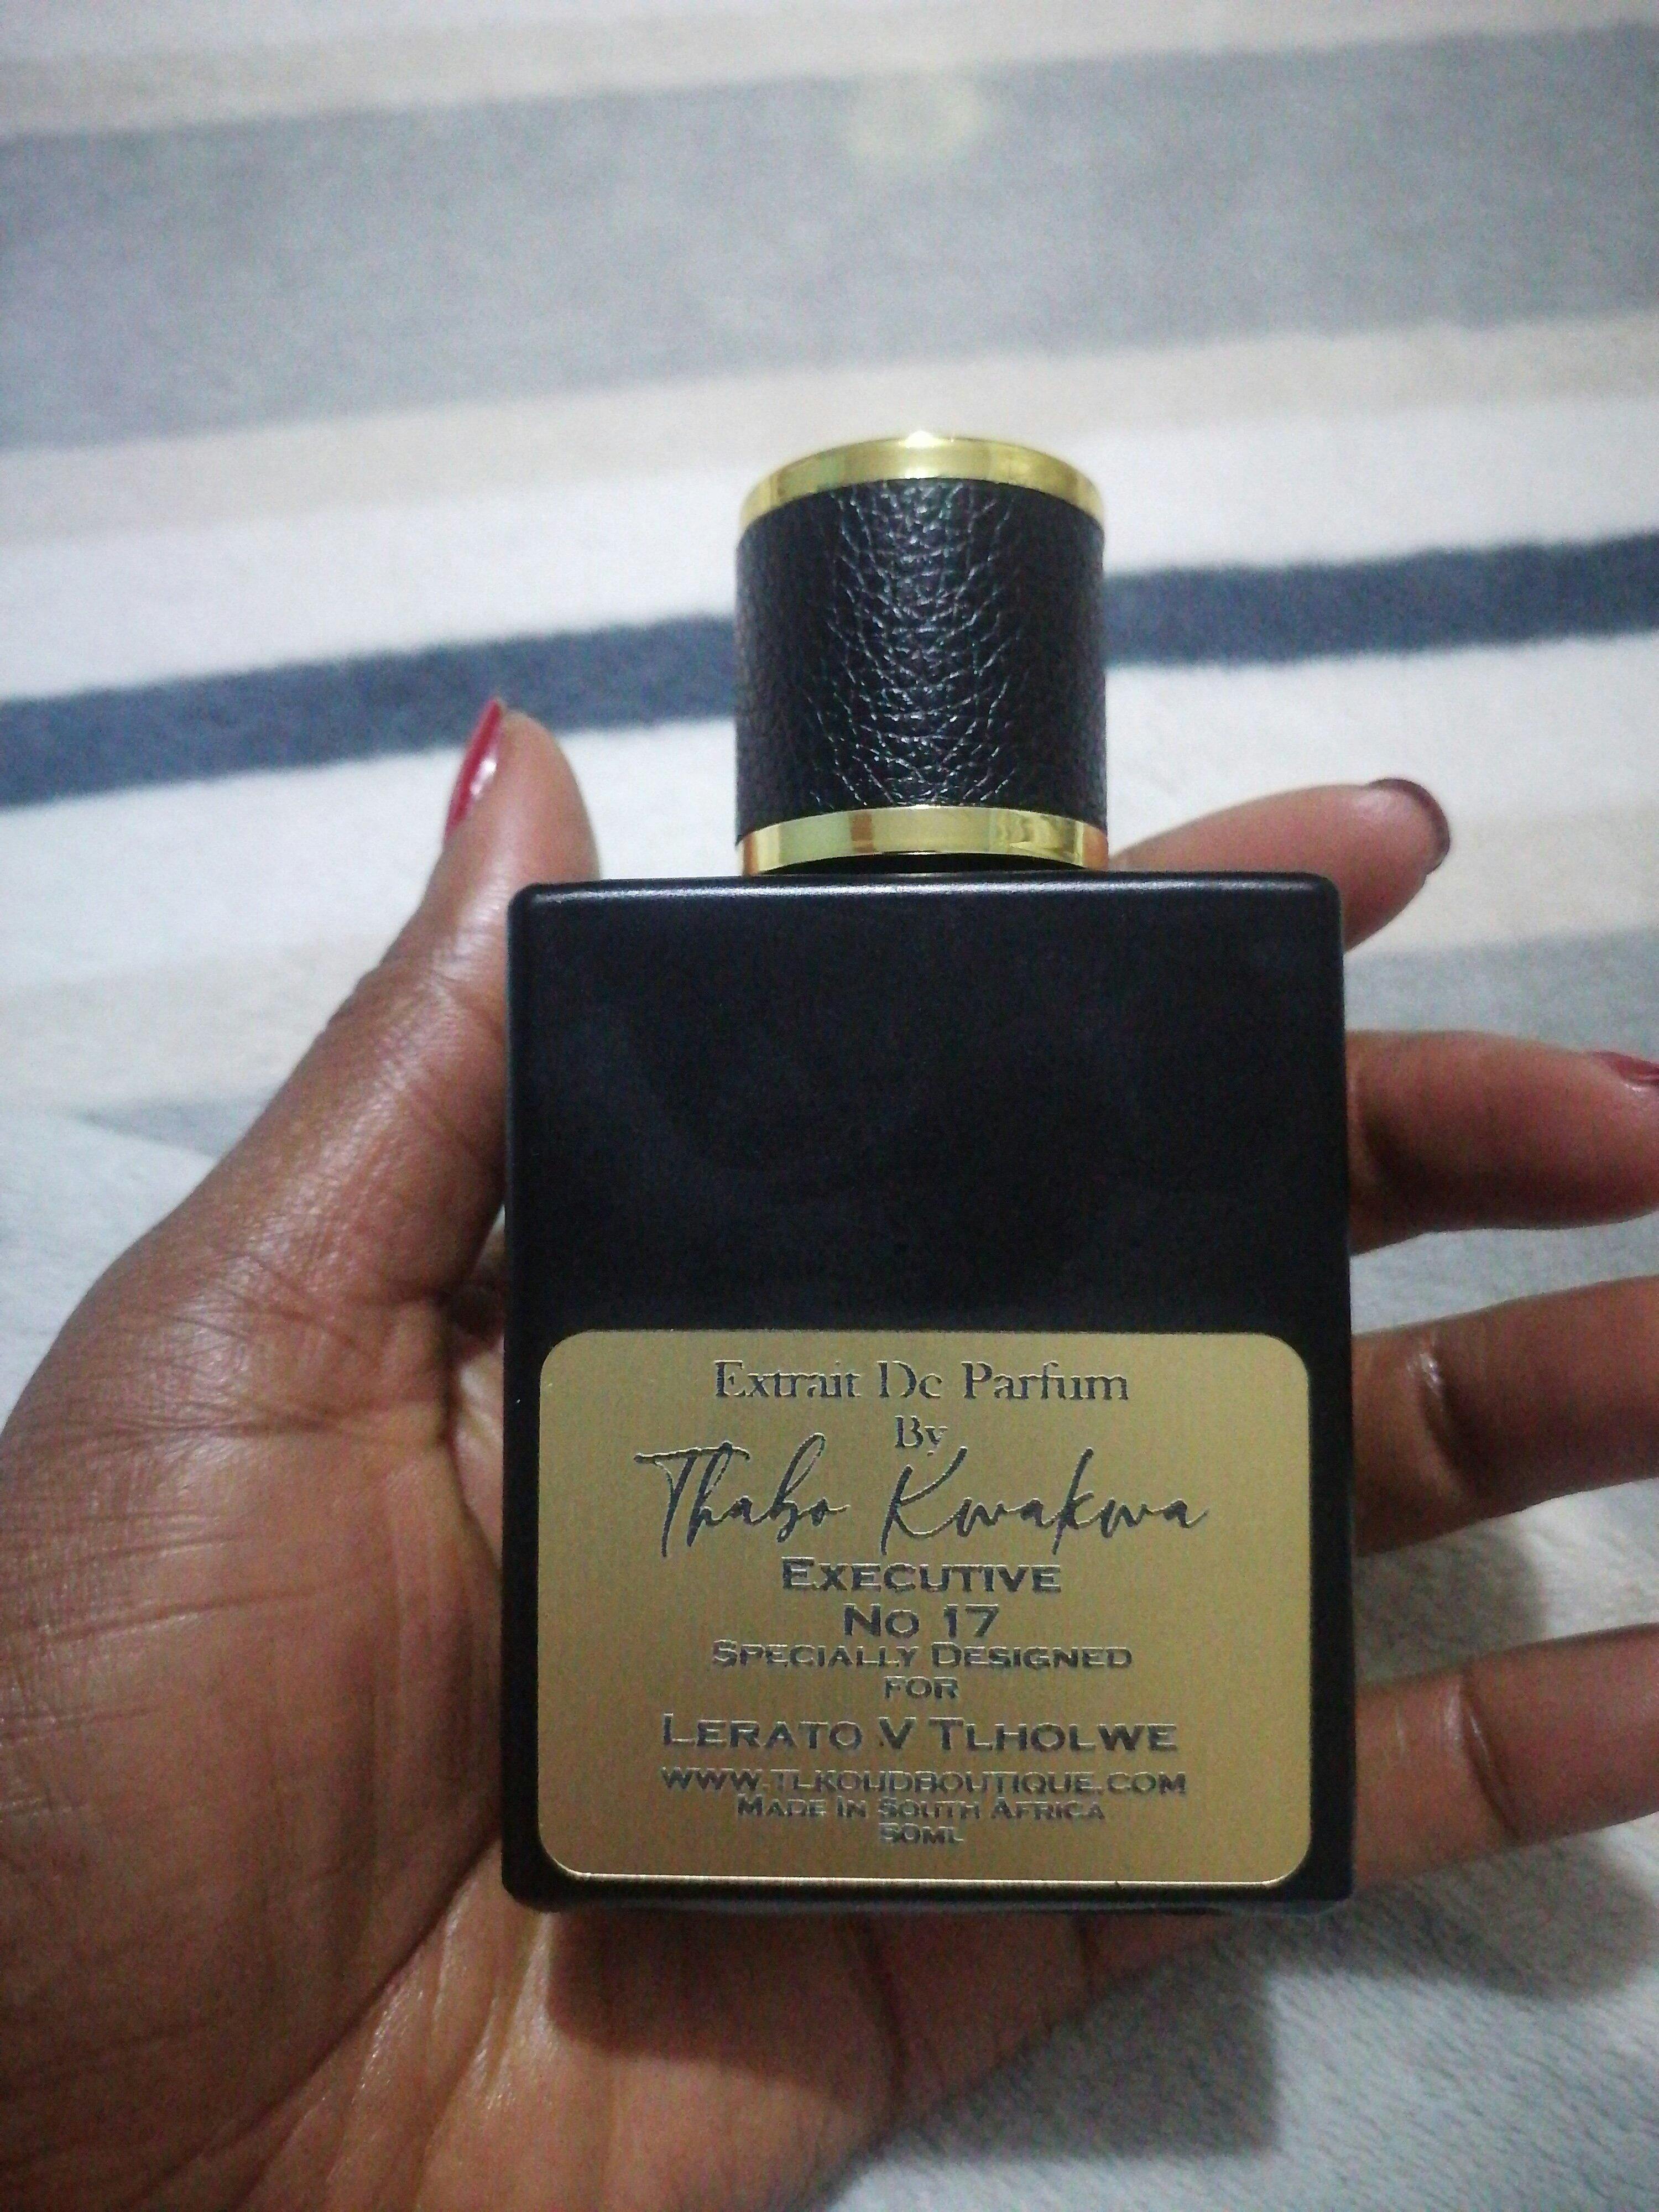 Extrait De Parfum
By
Thabo Kwakwa
EXECUTIVE
NO 17
SPECIALLY DESIGNED
FOR
LERATO V TLHOLWE
WWW.TLKOUDBOUTIQUE.COM
MADE IN SOUTH AFRICA
50ML